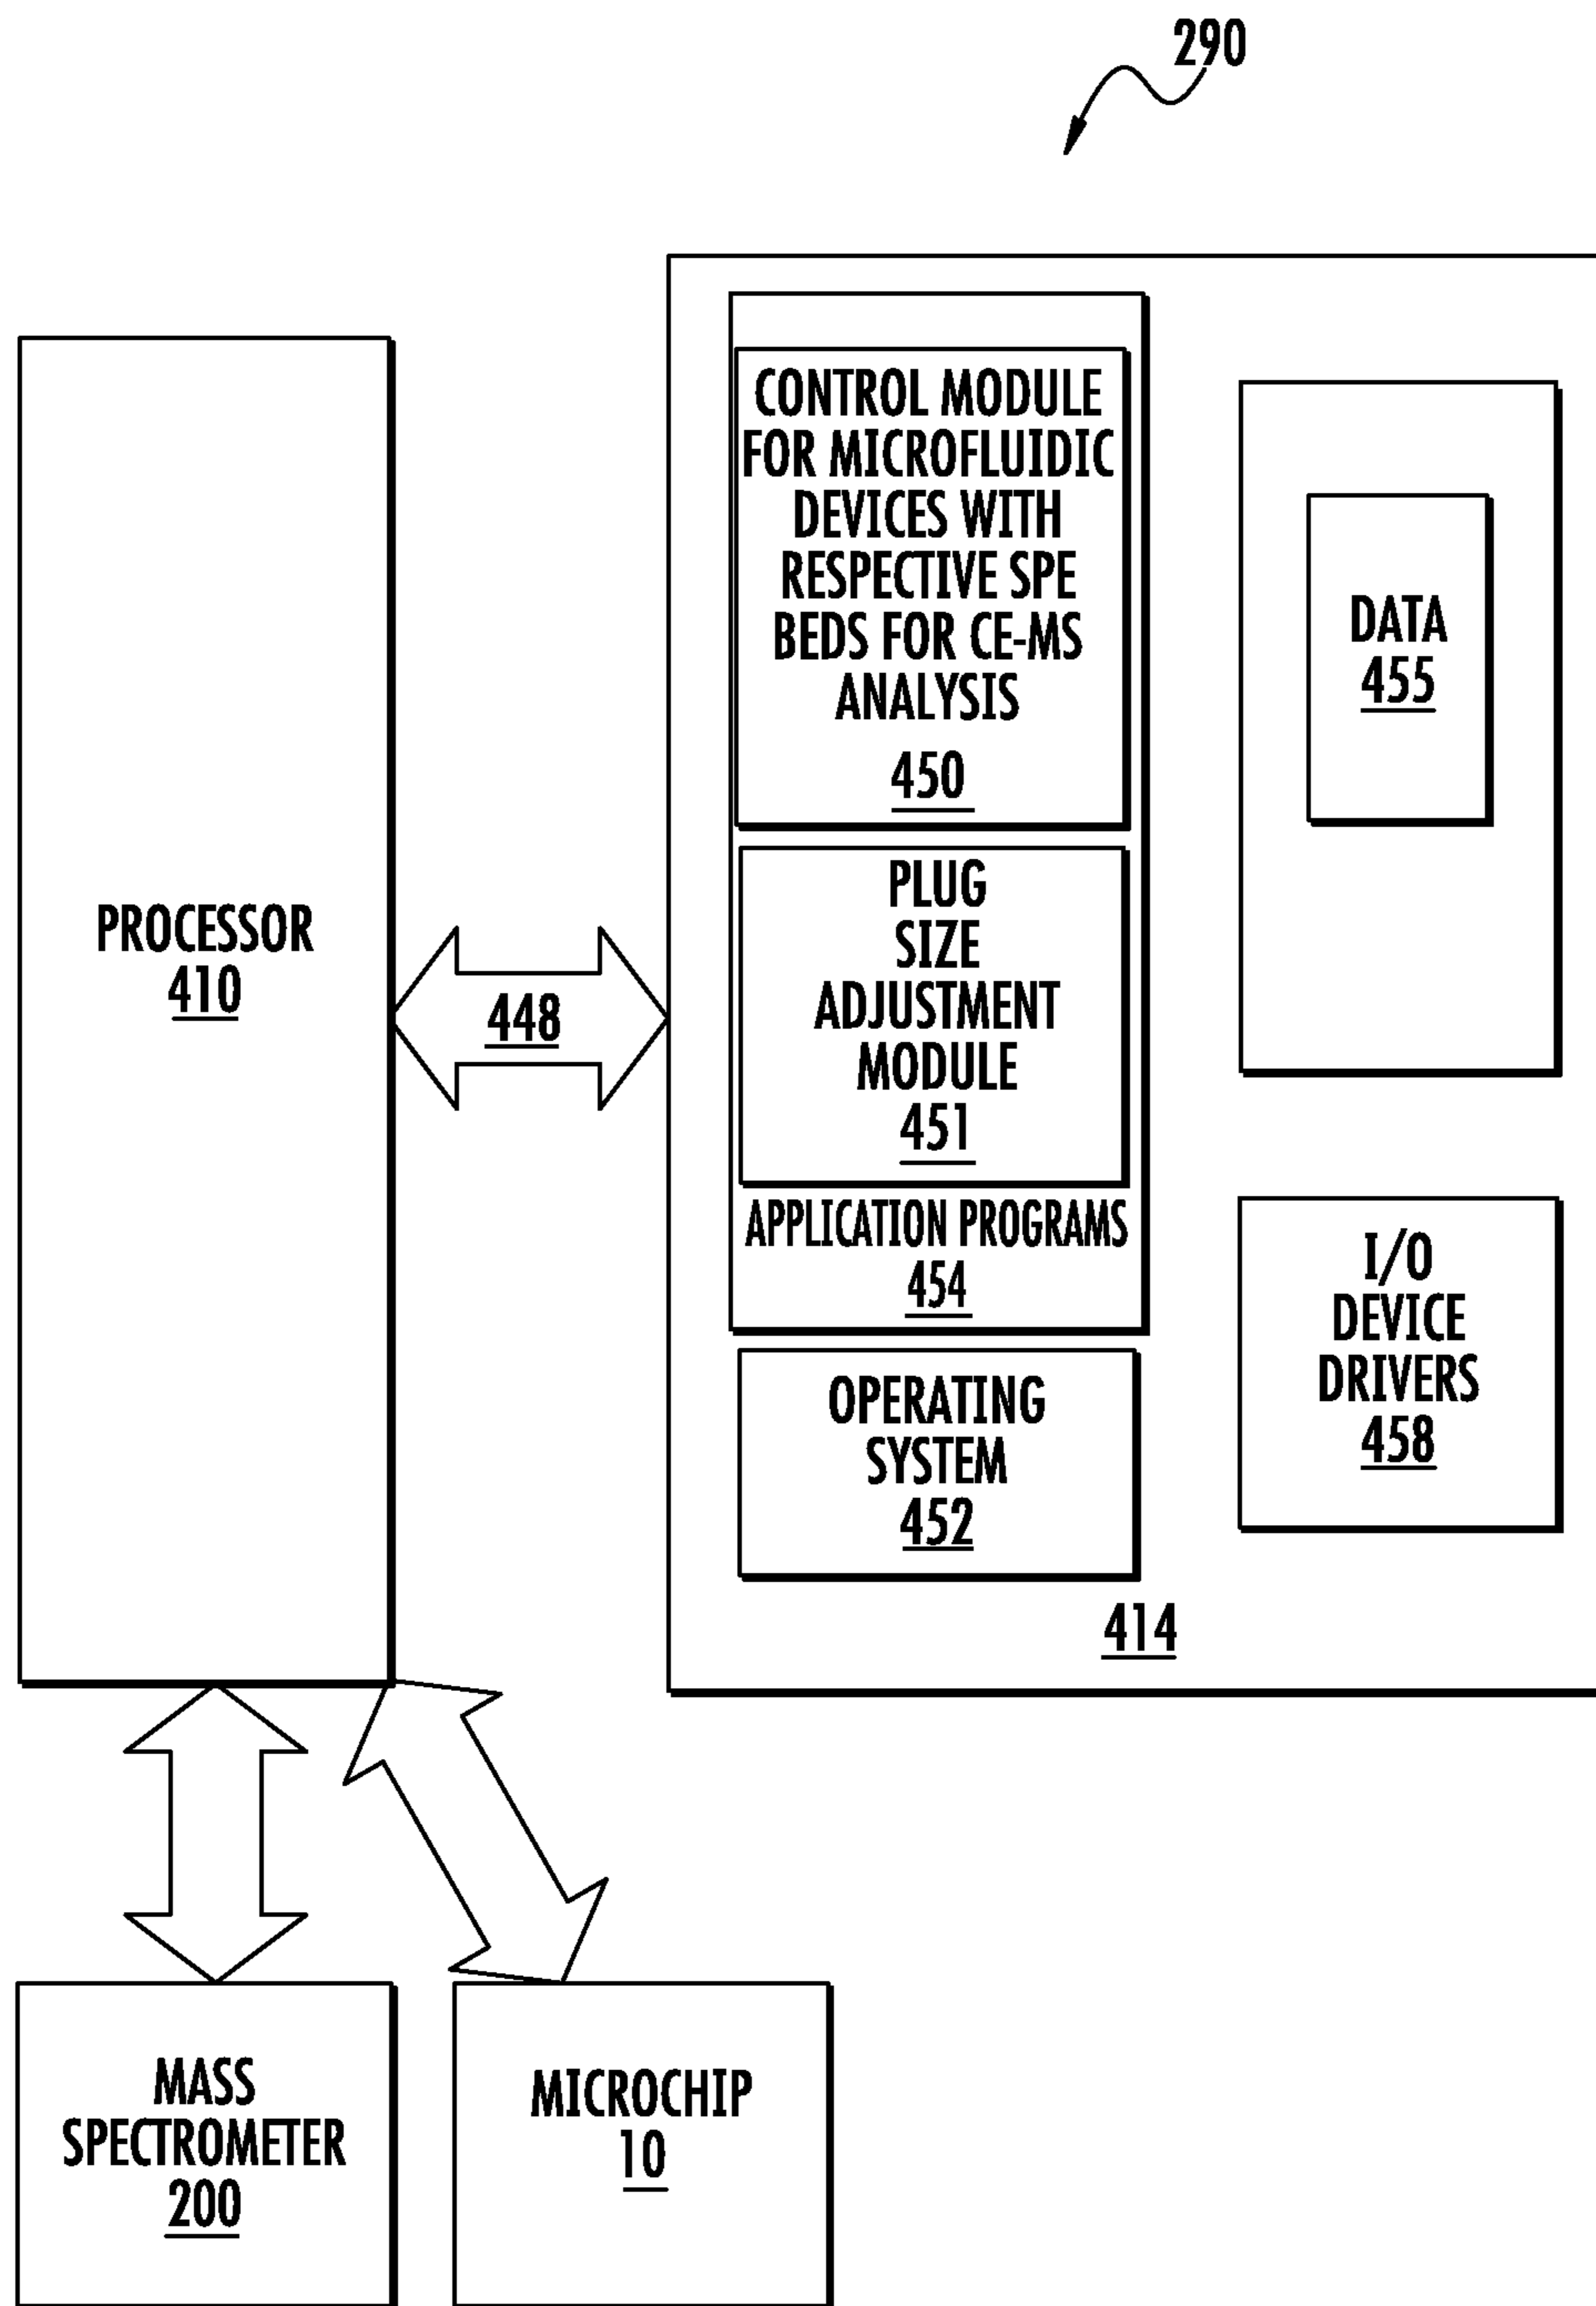 290
CONTROL MODULE
FOR MICROFLUIDIC
DEVICES WITH
RESPECTIVE SPE
BEDS FOR CE-MS
ANALYSIS
450
DATA
455
PROCESSOR
410
448
PLUG
SIZE
ADJUSTMENT
MODULE
451
APPLICATION PROGRAMS
454
I/O
DEVICE
DRIVERS
458
OPERATING
SYSTEM
452
414
MASS
SPECTROMETER
200
MICROCHIP
10